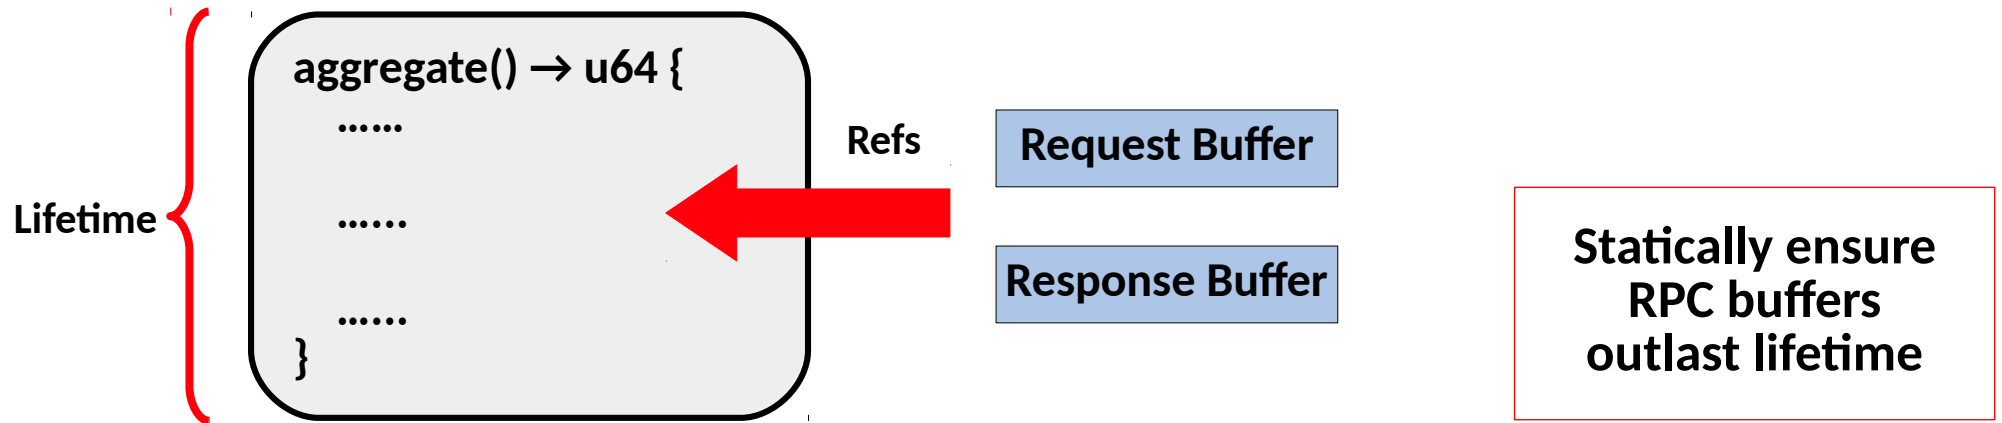 Lifetime
aggregate() → u64 {
……
…...
…...
}
Refs
Request Buffer
Response Buffer
Statically ensure
RPC buffers
outlast lifetime